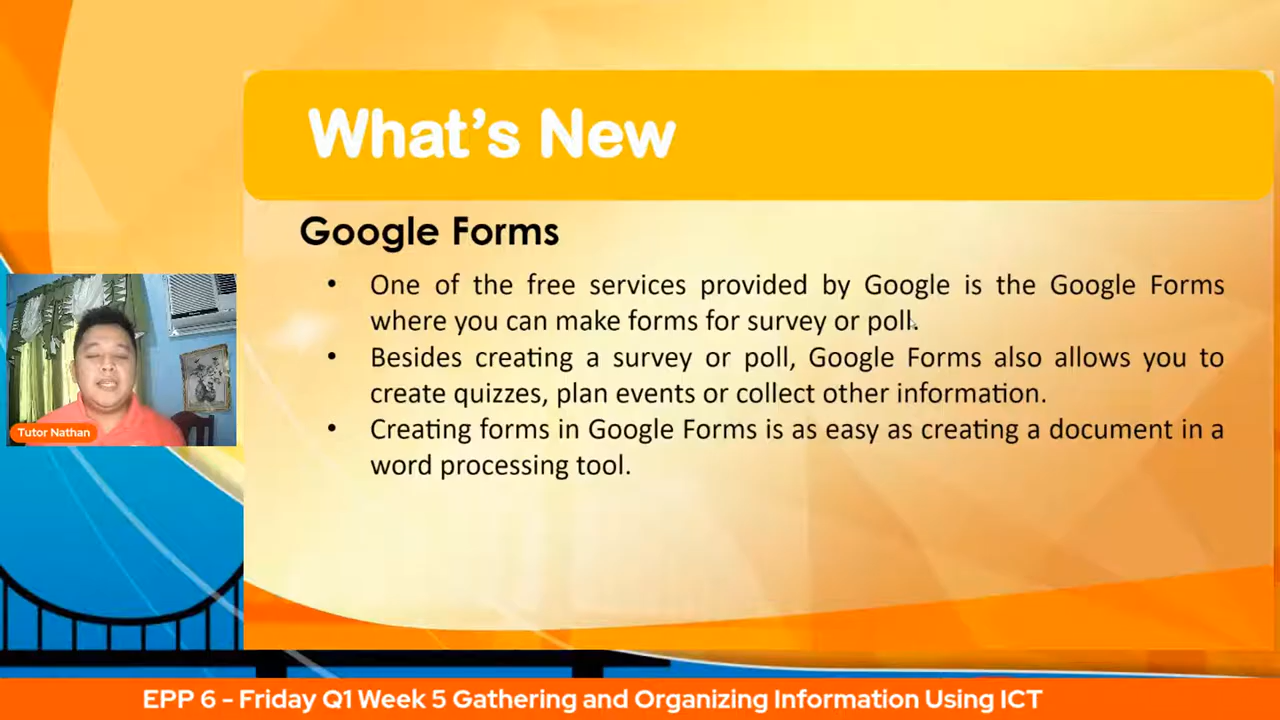 What's New
Google Forms
• One of the free services provided by Google is the Google Forms
where you can make forms for survey or poll.
• Besides creating a survey or poll, Google Forms also allows you to
create quizzes, plan events or collect other information.
• Creating forms in Google Forms is as easy as creating a document in a
word processing tool.
Tutor Nathan
EPP 6 - Friday Q1 Week 5 Gathering and Organizing Information Using ICT